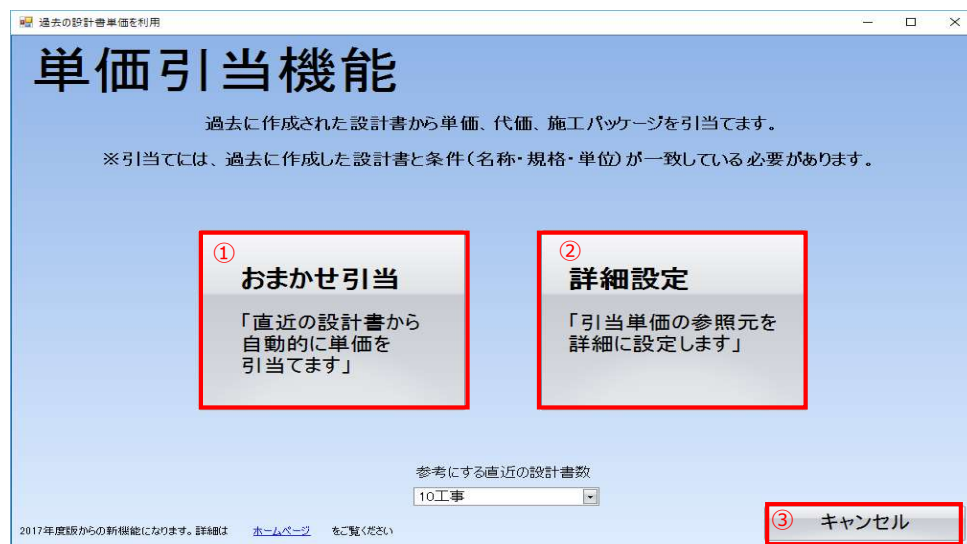 過去の設計書単価を利用
単価引当機能
過去に作成された設計書から単価、代価、施工パッケージを引当てます。
※引当てには、過去に作成した設計書と条件(名称・規格・単位)が一致している必要があります。
①
おまかせ引当
「直近の設計書から
自動的に単価を
引当てます」
②
詳細設定
「引当単価の参照元を
詳細に設定します」
参考にする直近の設計書数
10工事
③ キャンセル
2017年度版からの新機能になります。詳細は ホームページ をご覧ください